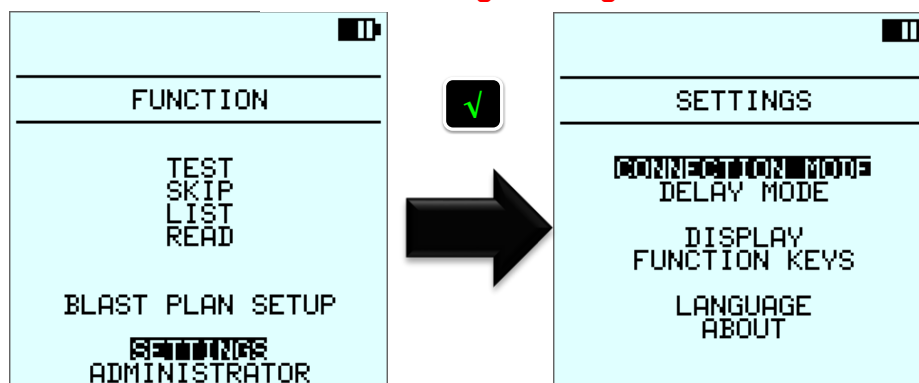 FUNCTION
TEST
SKIP
LIST
READ
BLAST PLAN SETUP
SETTINGS
ADMINISTRATOR
√
SETTINGS
CONNECTION MODE
DELAY MODE
DISPLAY
FUNCTION KEYS
LANGUAGE
ABOUT